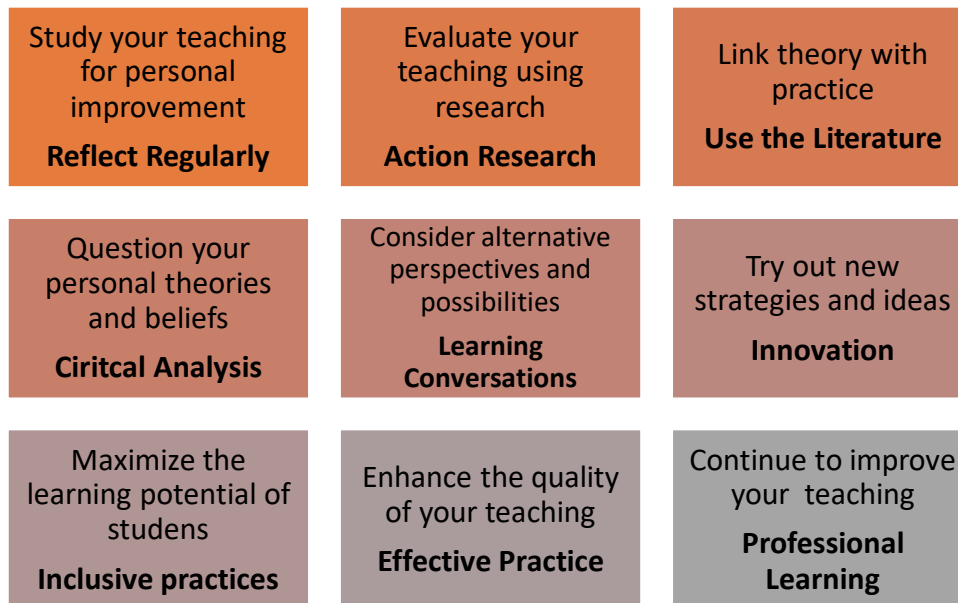 Study your teaching
for personal
improvement
Reflect Regularly
Evaluate your
teaching using
research
Action Research
Link theory with
practice
Use the Literature
Question your
personal theories
and beliefs
Ciritcal Analysis
Consider alternative
perspectives and
possibilities
Learning
Conversations
Try out new
strategies and ideas
Innovation
Maximize the
learning potential of
studens
Inclusive practices
Enhance the quality
of your teaching
Effective Practice
Continue to improve
your teaching
Professional
Learning